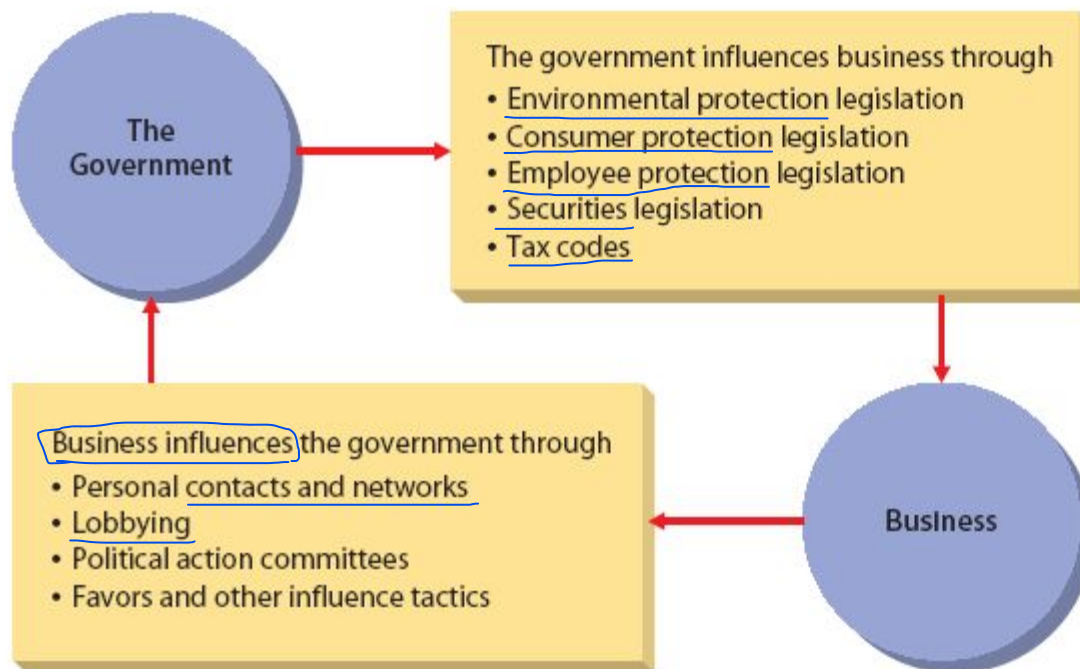 The
Government
The government influences business through
• Environmental protection legislation
• Consumer protection legislation
• Employee protection legislation
• Securities legislation
• Tax codes
Business influences the government through
• Personal contacts and networks
• Lobbying
• Political action committees
• Favors and other influence tactics
Business